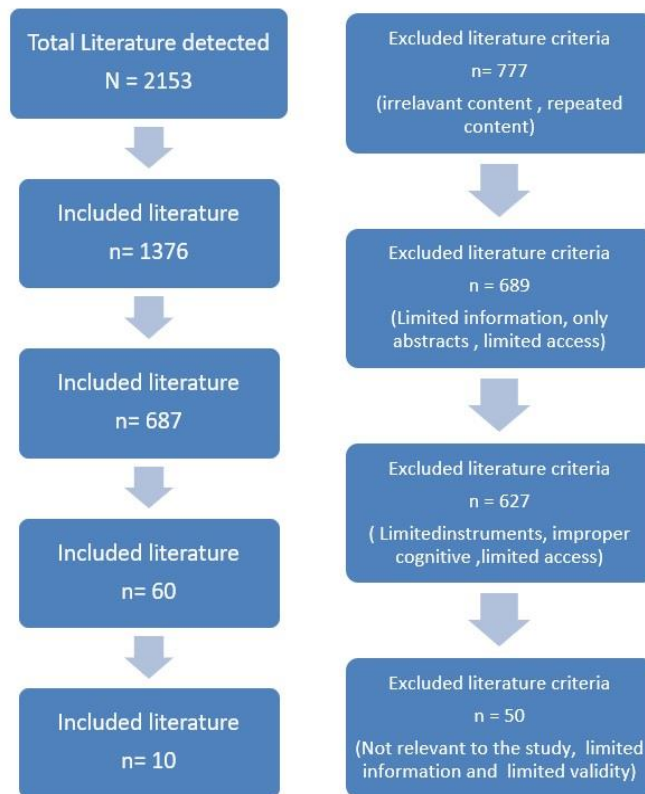 Total Literature detected
N = 2153
Included literature
n= 1376
Included literature
n= 687
Included literature
n= 60
Included literature
n= 10
Excluded literature criteria
n= 777
(irrelavant content , repeated
content)
Excluded literature criteria
n = 689
(Limited information, only
abstracts , limited access)
Excluded literature criteria
n = 627
( Limitedinstruments, improper
cognitive ,limited access)
Excluded literature criteria
n = 50
(Not relevant to the study,  limited
information and  limited validity)